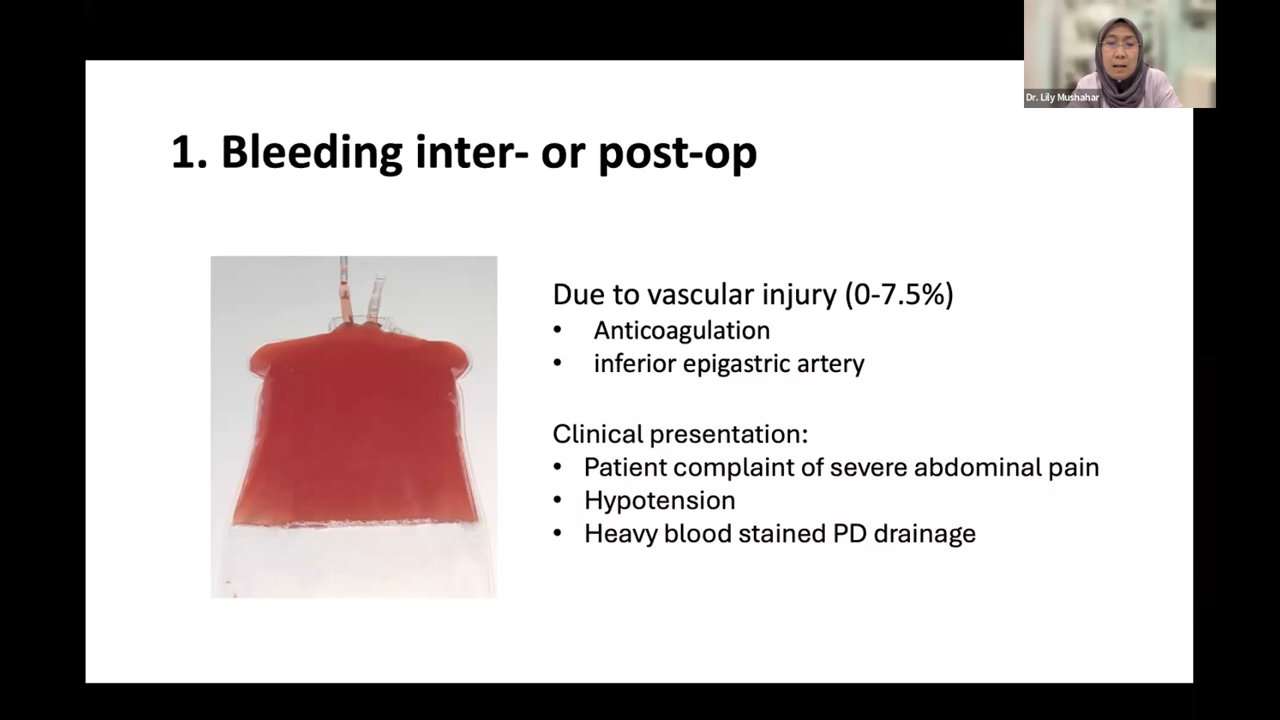 Dr. Lily Mushahar
1. Bleeding inter- or post-op
Due to vascular injury (0-7.5%)
• Anticoagulation
• inferior epigastric artery
Clinical presentation:
• Patient complaint of severe abdominal pain
• Hypotension
• Heavy blood stained PD drainage